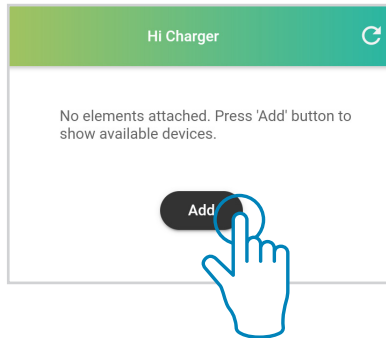 Hi Charger
No elements attached. Press 'Add' button to
show available devices.
Add